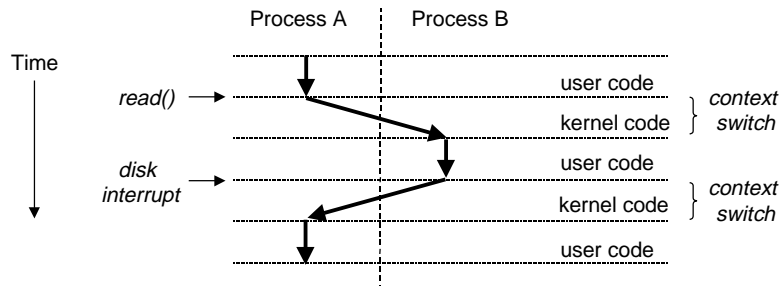 Process A
Process B
Time
user code
read()
context
switch
kernel code
user code
disk
interrupt
context
switch
kernel code
user code